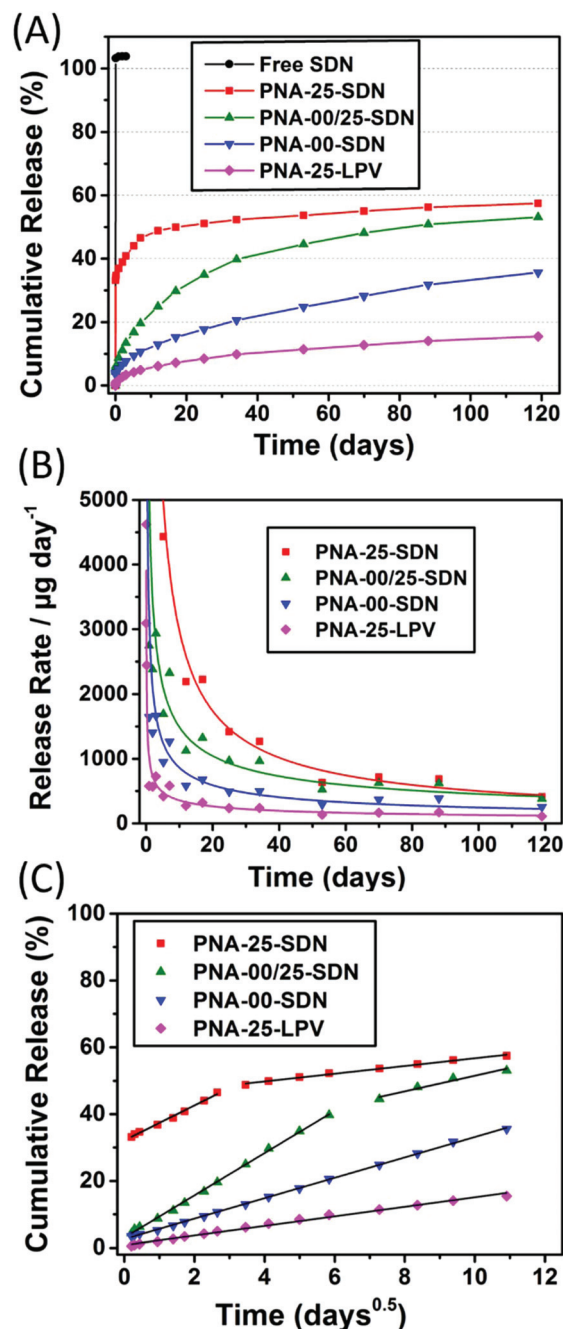 (A)
Free SDN
PNA-25-SDN
PNA-00/25-SDN
PNA-00-SDN
PNA-25-LPV
Cumulative Release (%)
100
80
60
40
20
0
0 20 40 60 80 100 120
Time (days)
(B)
PNA-25-SDN
PNA-00/25-SDN
PNA-00-SDN
PNA-25-LPV
Release Rate / μg day⁻¹
5000
4000
3000
2000
1000
0
0 20 40 60 80 100 120
Time (days)
(C)
PNA-25-SDN
PNA-00/25-SDN
PNA-00-SDN
PNA-25-LPV
Cumulative Release (%)
100
80
60
40
20
0
0 2 4 6 8 10 12
Time (days⁰·⁵)